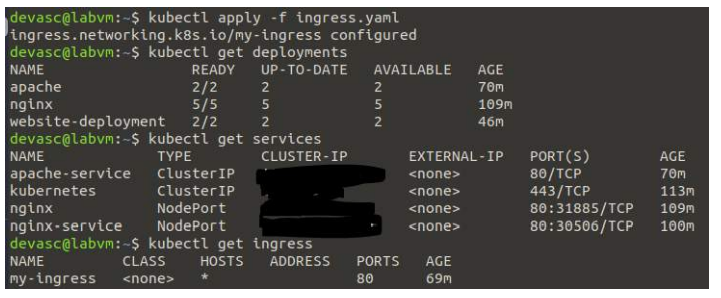 devasc@labvm:~$ kubectl apply -f ingress.yaml
ingress.networking.k8s.io/my-ingress configured
devasc@labvm:~$ kubectl get deployments
NAME READY UP-TO-DATE AVAILABLE AGE
apache 2/2 2 2 70m
nginx 5/5 5 5 109m
website-deployment 2/2 2 2 46m
devasc@labvm:~$ kubectl get services
NAME TYPE CLUSTER-IP EXTERNAL-IP PORT(S) AGE
apache-service ClusterIP <none> 80/TCP 70m
kubernetes ClusterIP <none> 443/TCP 113m
nginx NodePort <none> 80:31885/TCP 109m
nginx-service NodePort <none> 80:30506/TCP 100m
devasc@labvm:~$ kubectl get ingress
NAME CLASS HOSTS ADDRESS PORTS AGE
my-ingress <none> * 80 69m